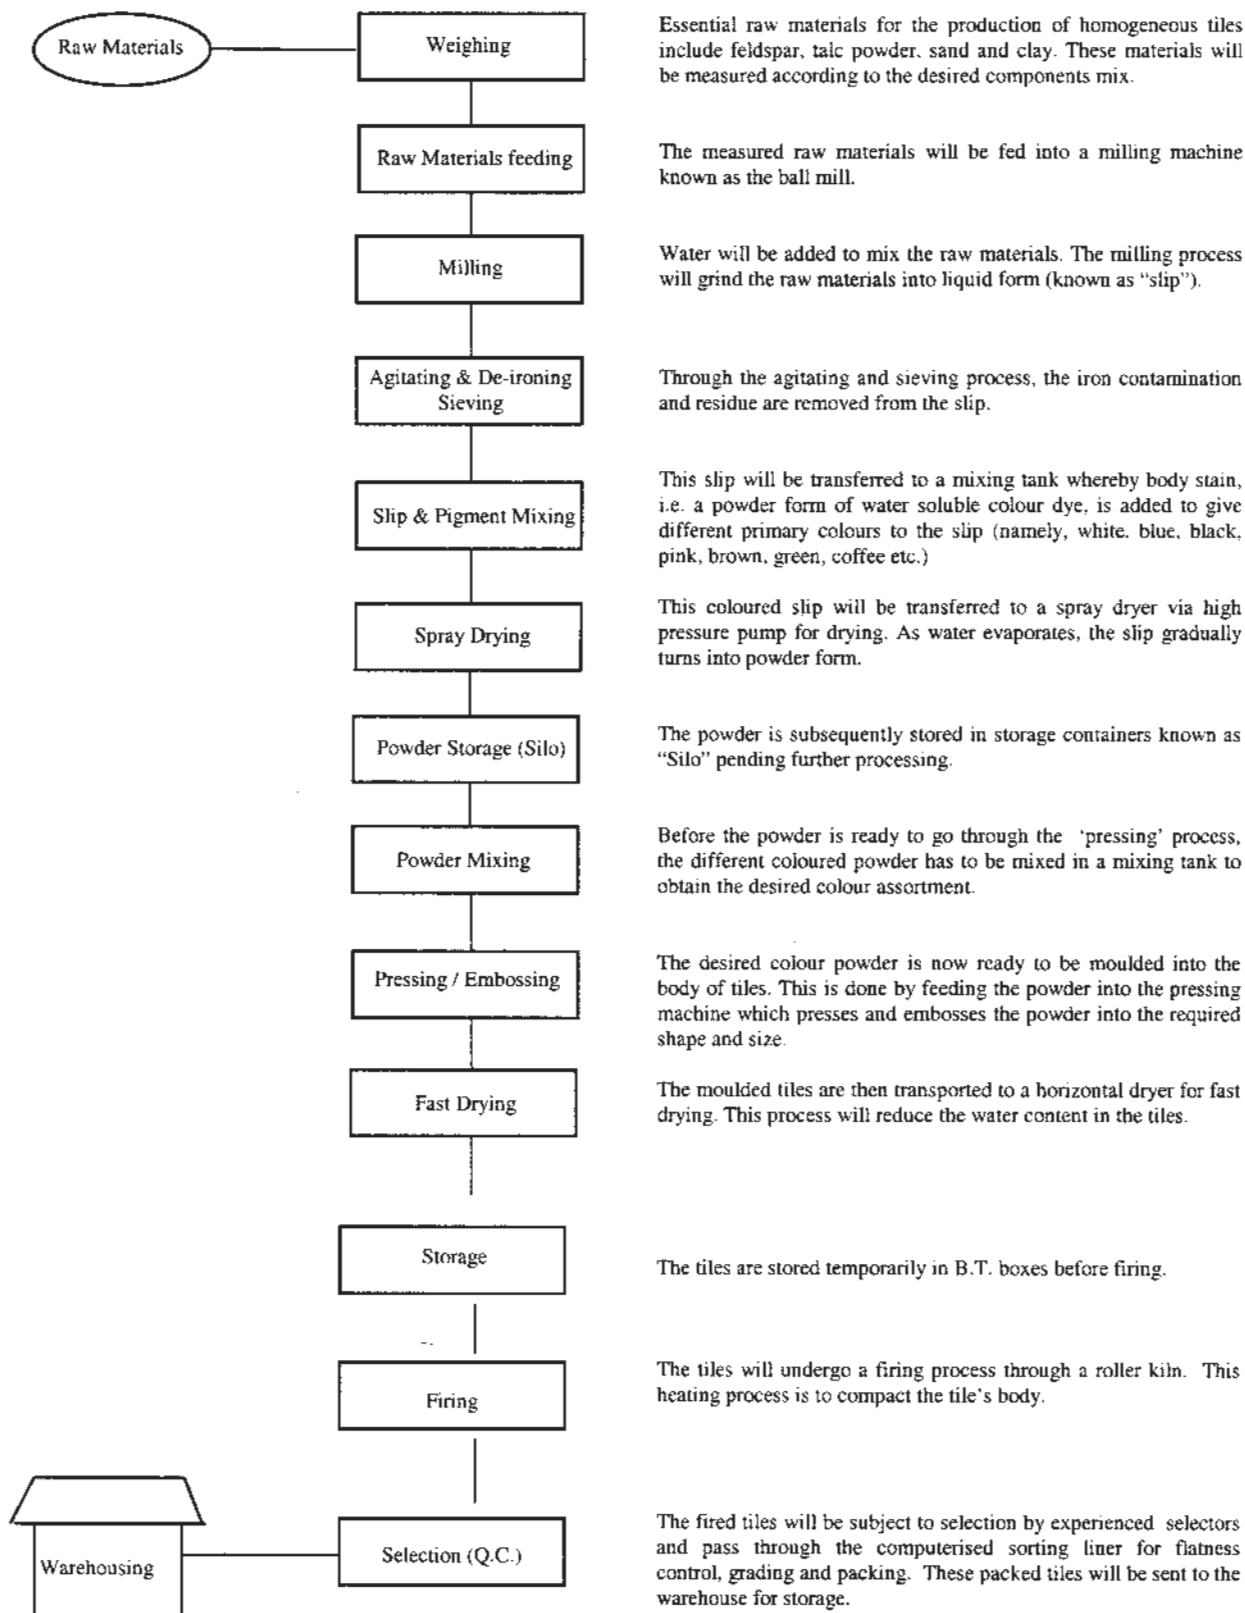 Raw Materials
Weighing
Essential raw materials for the production of homogeneous tiles
include feldspar, talc powder, sand and clay. These materials will
be measured according to the desired components mix.
Raw Materials feeding
The measured raw materials will be fed into a milling machine
known as the ball mill.
Milling
Water will be added to mix the raw materials. The milling process
will grind the raw materials into liquid form (known as “slip”).
Agitating & De-ironing
Sieving
Through the agitating and sieving process, the iron contamination
and residue are removed from the slip.
Slip & Pigment Mixing
This slip will be transferred to a mixing tank whereby body stain,
i.e. a powder form of water soluble colour dye, is added to give
different primary colours to the slip (namely, white, blue, black,
pink, brown, green, coffee etc.)
Spray Drying
This coloured slip will be transferred to a spray dryer via high
pressure pump for drying. As water evaporates, the slip gradually
turns into powder form.
Powder Storage (Silo)
The powder is subsequently stored in storage containers known as
“Silo” pending further processing.
Powder Mixing
Before the powder is ready to go through the ‘pressing’ process,
the different coloured powder has to be mixed in a mixing tank to
obtain the desired colour assortment.
Pressing / Embossing
The desired colour powder is now ready to be moulded into the
body of tiles. This is done by feeding the powder into the pressing
machine which presses and embosses the powder into the required
shape and size.
Fast Drying
The moulded tiles are then transported to a horizontal dryer for fast
drying. This process will reduce the water content in the tiles.
Storage
The tiles are stored temporarily in B.T. boxes before firing.
Firing
The tiles will undergo a firing process through a roller kiln. This
heating process is to compact the tile’s body.
Warehousing
Selection (Q.C.)
The fired tiles will be subject to selection by experienced selectors
and pass through the computerised sorting liner for flatness
control, grading and packing. These packed tiles will be sent to the
warehouse for storage.